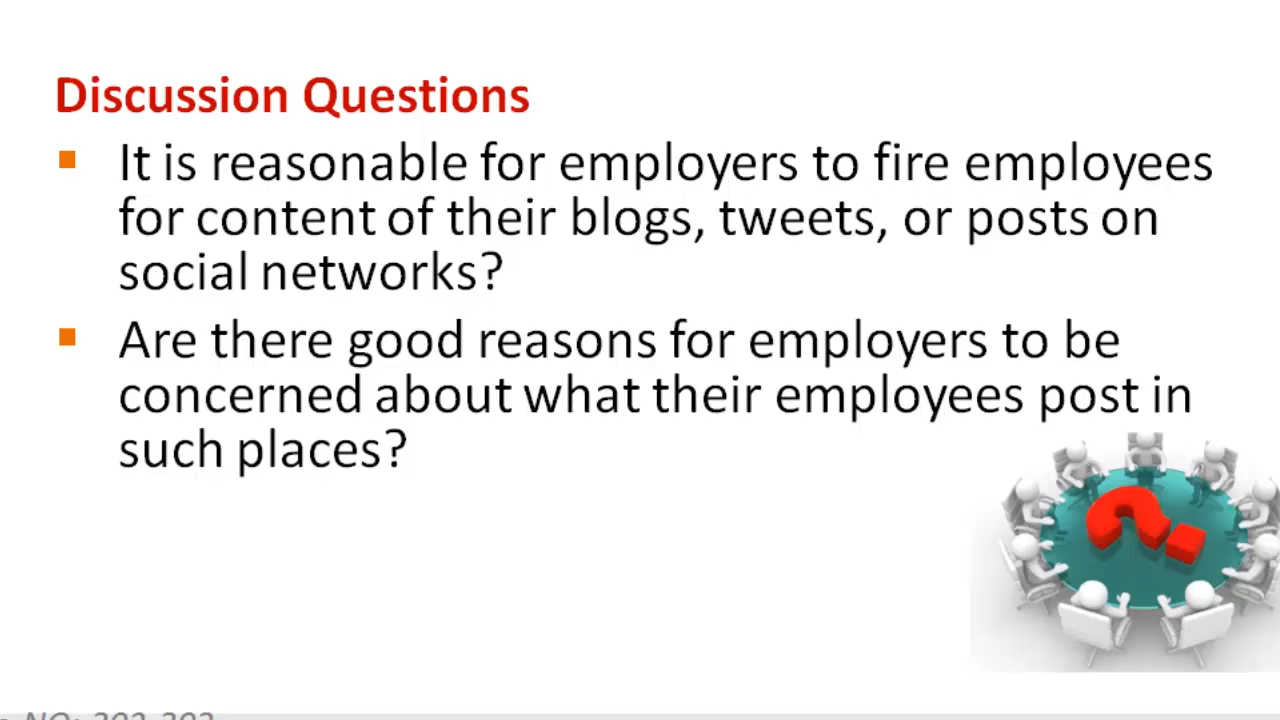 Discussion Questions
It is reasonable for employers to fire employees
for content of their blogs, tweets, or posts on
social networks?
Are there good reasons for employers to be
concerned about what their employees post in
such places?